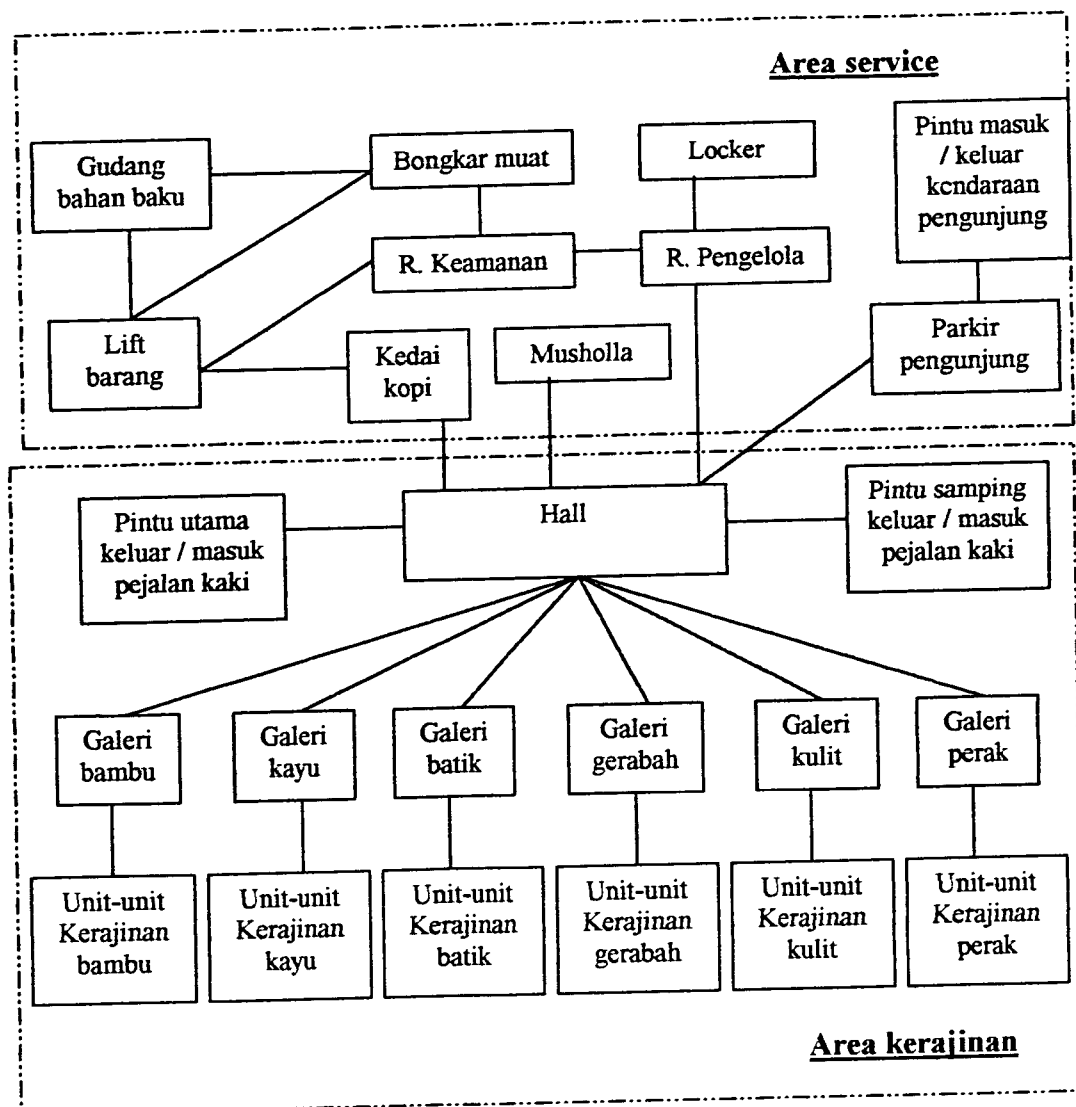 Area service
Gudang
bahan baku
Bongkar muat
Locker
Pintu masuk
/ keluar
kendaraan
pengunjung
R. Keamanan
R. Pengelola
Lift
barang
Kedai
kopi
Musholla
Parkir
pengunjung
Pintu utama
keluar / masuk
pejalan kaki
Hall
Pintu samping
keluar / masuk
pejalan kaki
Galeri
bambu
Galeri
kayu
Galeri
batik
Galeri
gerabah
Galeri
kulit
Galeri
perak
Unit-unit
Kerajinan
bambu
Unit-unit
Kerajinan
kayu
Unit-unit
Kerajinan
batik
Unit-unit
Kerajinan
gerabah
Unit-unit
Kerajinan
kulit
Unit-unit
Kerajinan
perak
Area kerajinan